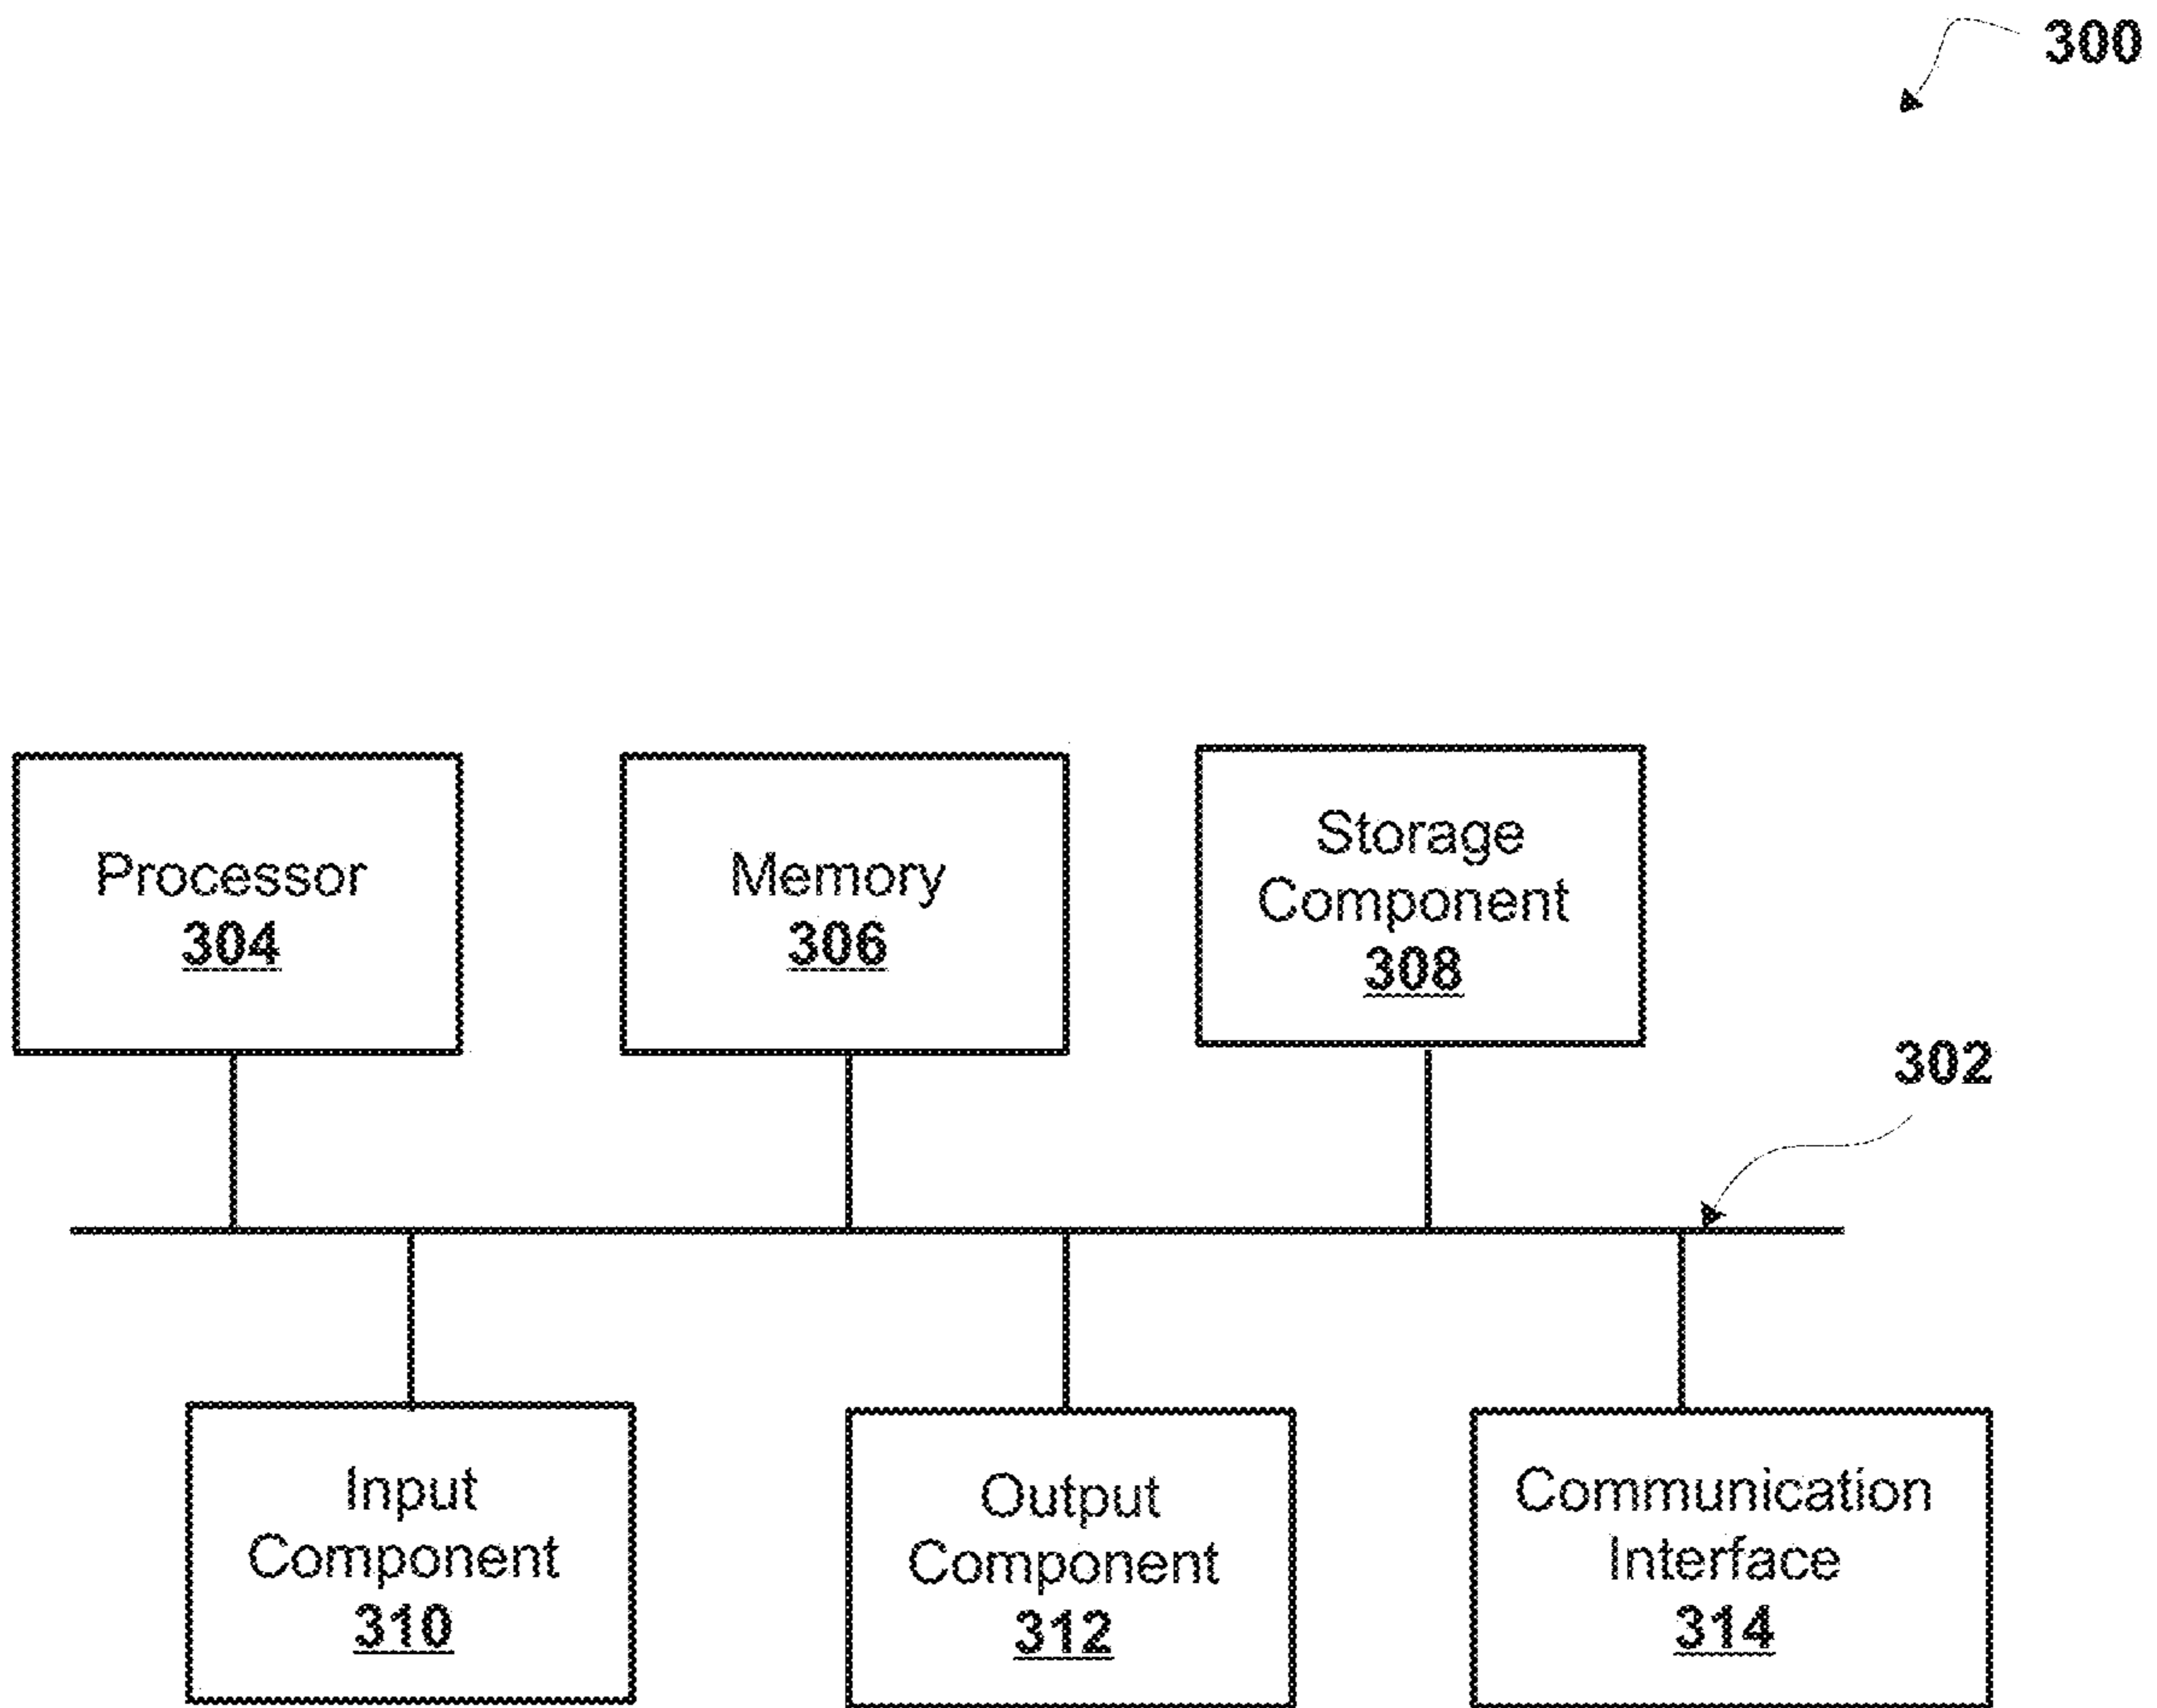 300
Processor
304
Memory
306
Storage
Component
308
302
Input
Component
310
Output
Component
312
Communication
Interface
314